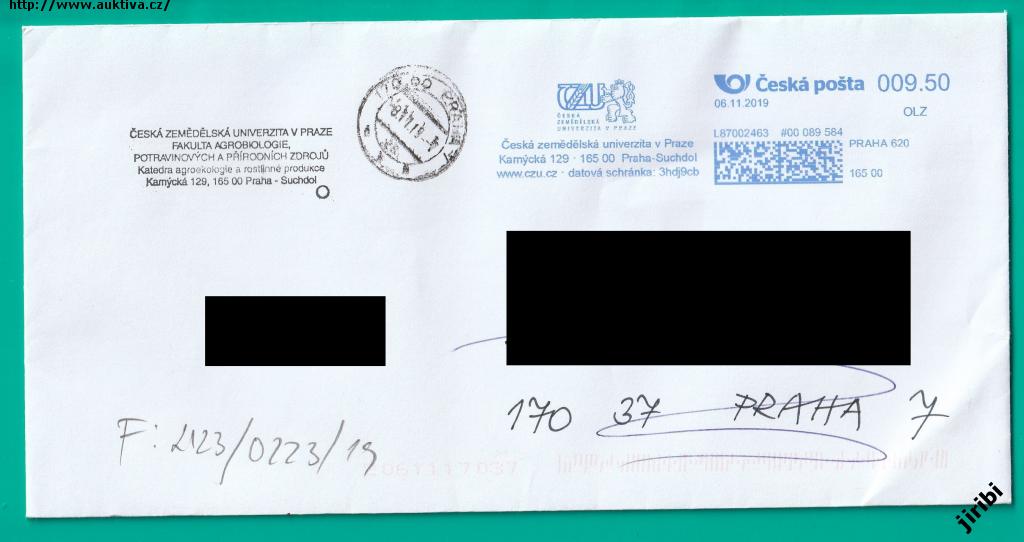 http://www.auktiva.cz/
ČESKÁ ZEMĚDĚLSKÁ UNIVERZITA V PRAZE
FAKULTA AGROBIOLOGIE,
POTRAVINOVÝCH A PŘÍRODNÍCH ZDROJŮ
Katedra agroekologie a rostlinné produkce
Kamýcká 129, 165 00 Praha - Suchdol
ČESKÁ
ZEMĚDĚLSKÁ
UNIVERZITA V PRAZE
Česká zemědělská univerzita v Praze
Kamýcká 129 · 165 00 Praha-Suchdol
www.czu.cz · datová schránka: 3hdj9cb
Česká pošta 009.50
06.11.2019
OLZ
L87002463 #00 089 584
PRAHA 620
165 00
170 37 PRAHA 7
F: 2123/0223/19
2061117037
jiribi